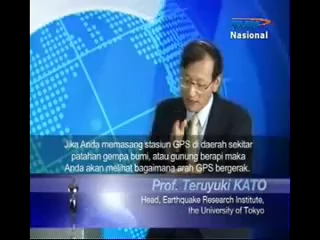 Nasional
Jika Anda memasang stasiun GPS di daerah sekitar
patahan gempa bumi, atau gunung berapi maka
Anda akan melihat bagaimana arah GPS bergerak.
Prof. Teruyuki KATO
Head, Earthquake Research Institute,
the University of Tokyo